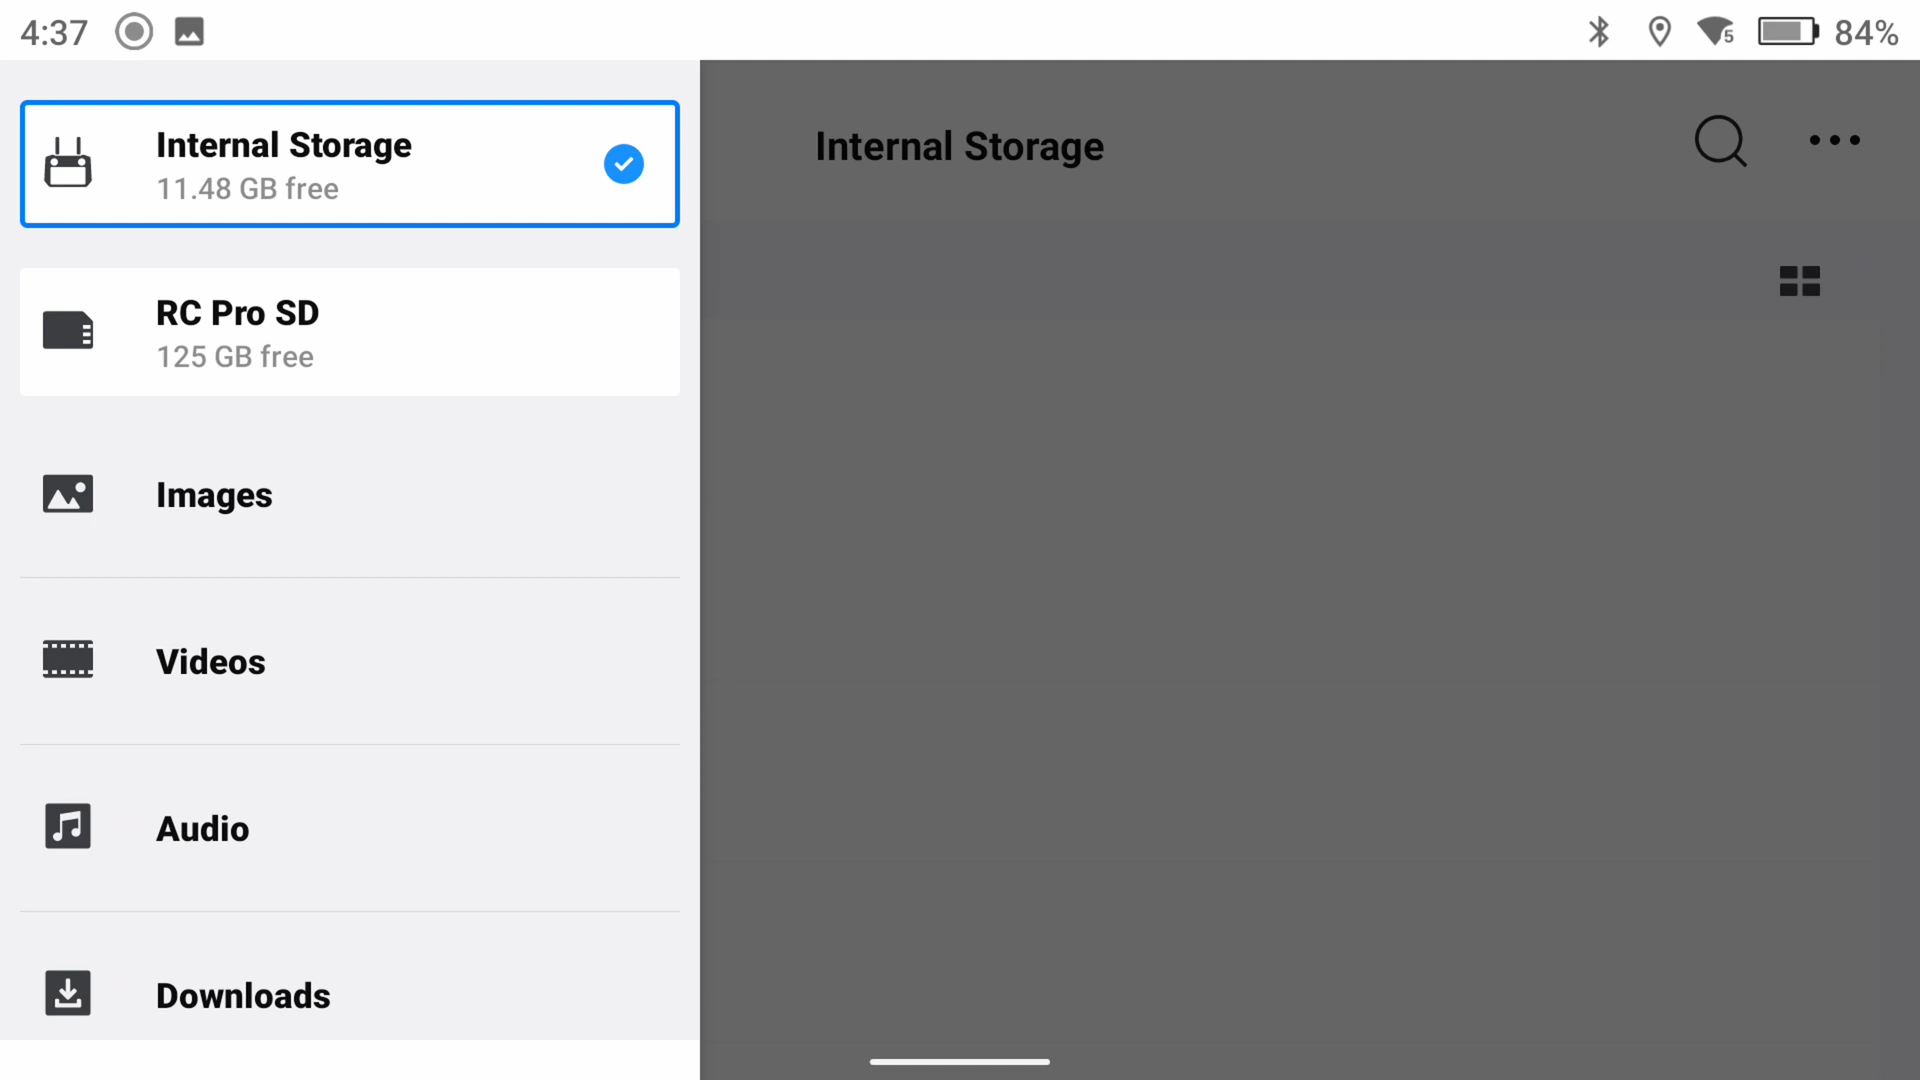 4:37
5
84%
Internal Storage
11.48 GB free
RC Pro SD
125 GB free
Images
Videos
Audio
Downloads
Internal Storage